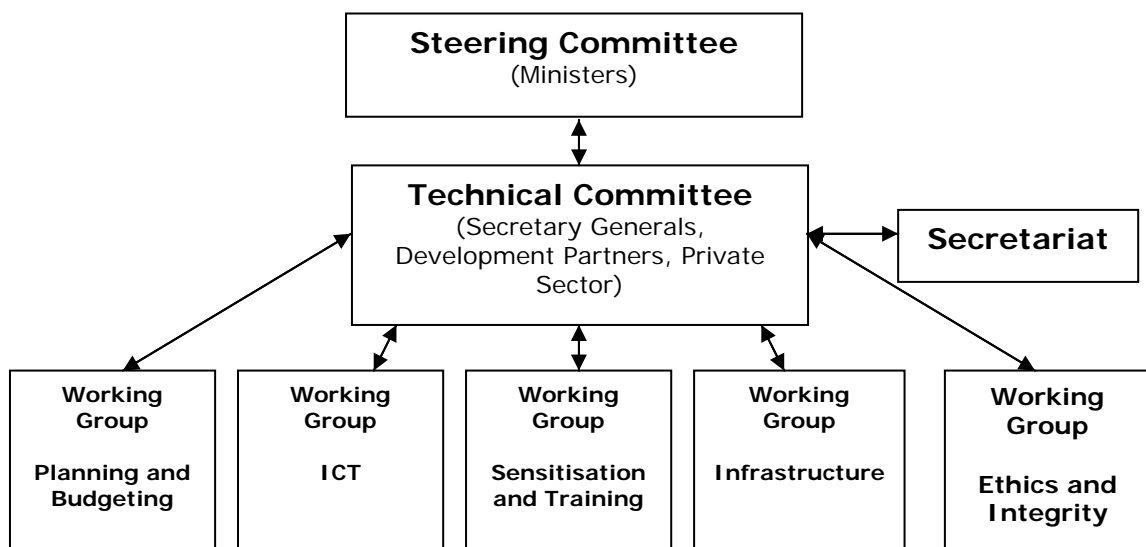 Steering Committee
(Ministers)
Technical Committee
(Secretary Generals,
Development Partners, Private
Sector)
Secretariat
Working
Group
Planning and
Budgeting
Working
Group
ICT
Working
Group
Sensitisation
and Training
Working
Group
Infrastructure
Working
Group
Ethics and
Integrity